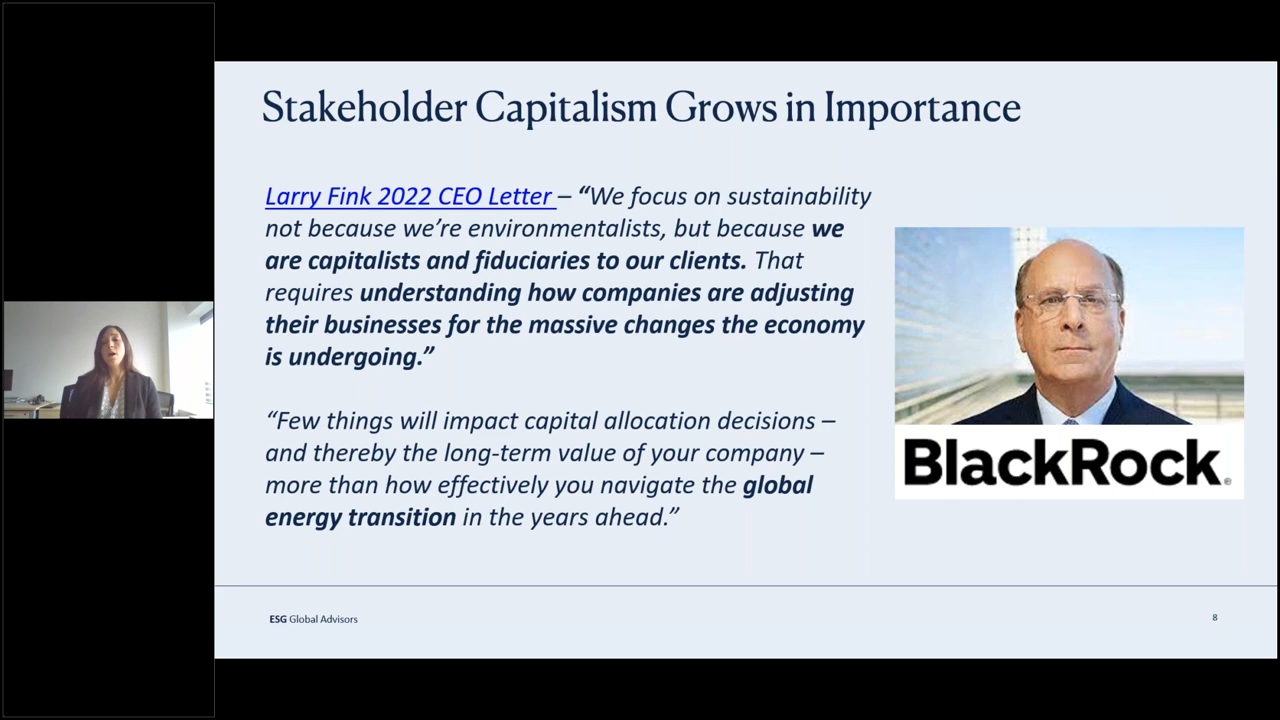 Stakeholder Capitalism Grows in Importance
Larry Fink 2022 CEO Letter – “We focus on sustainability
not because we’re environmentalists, but because we
are capitalists and fiduciaries to our clients. That
requires understanding how companies are adjusting
their businesses for the massive changes the economy
is undergoing.”
“Few things will impact capital allocation decisions –
and thereby the long-term value of your company –
more than how effectively you navigate the global
energy transition in the years ahead.”
BlackRock®
ESG Global Advisors
8